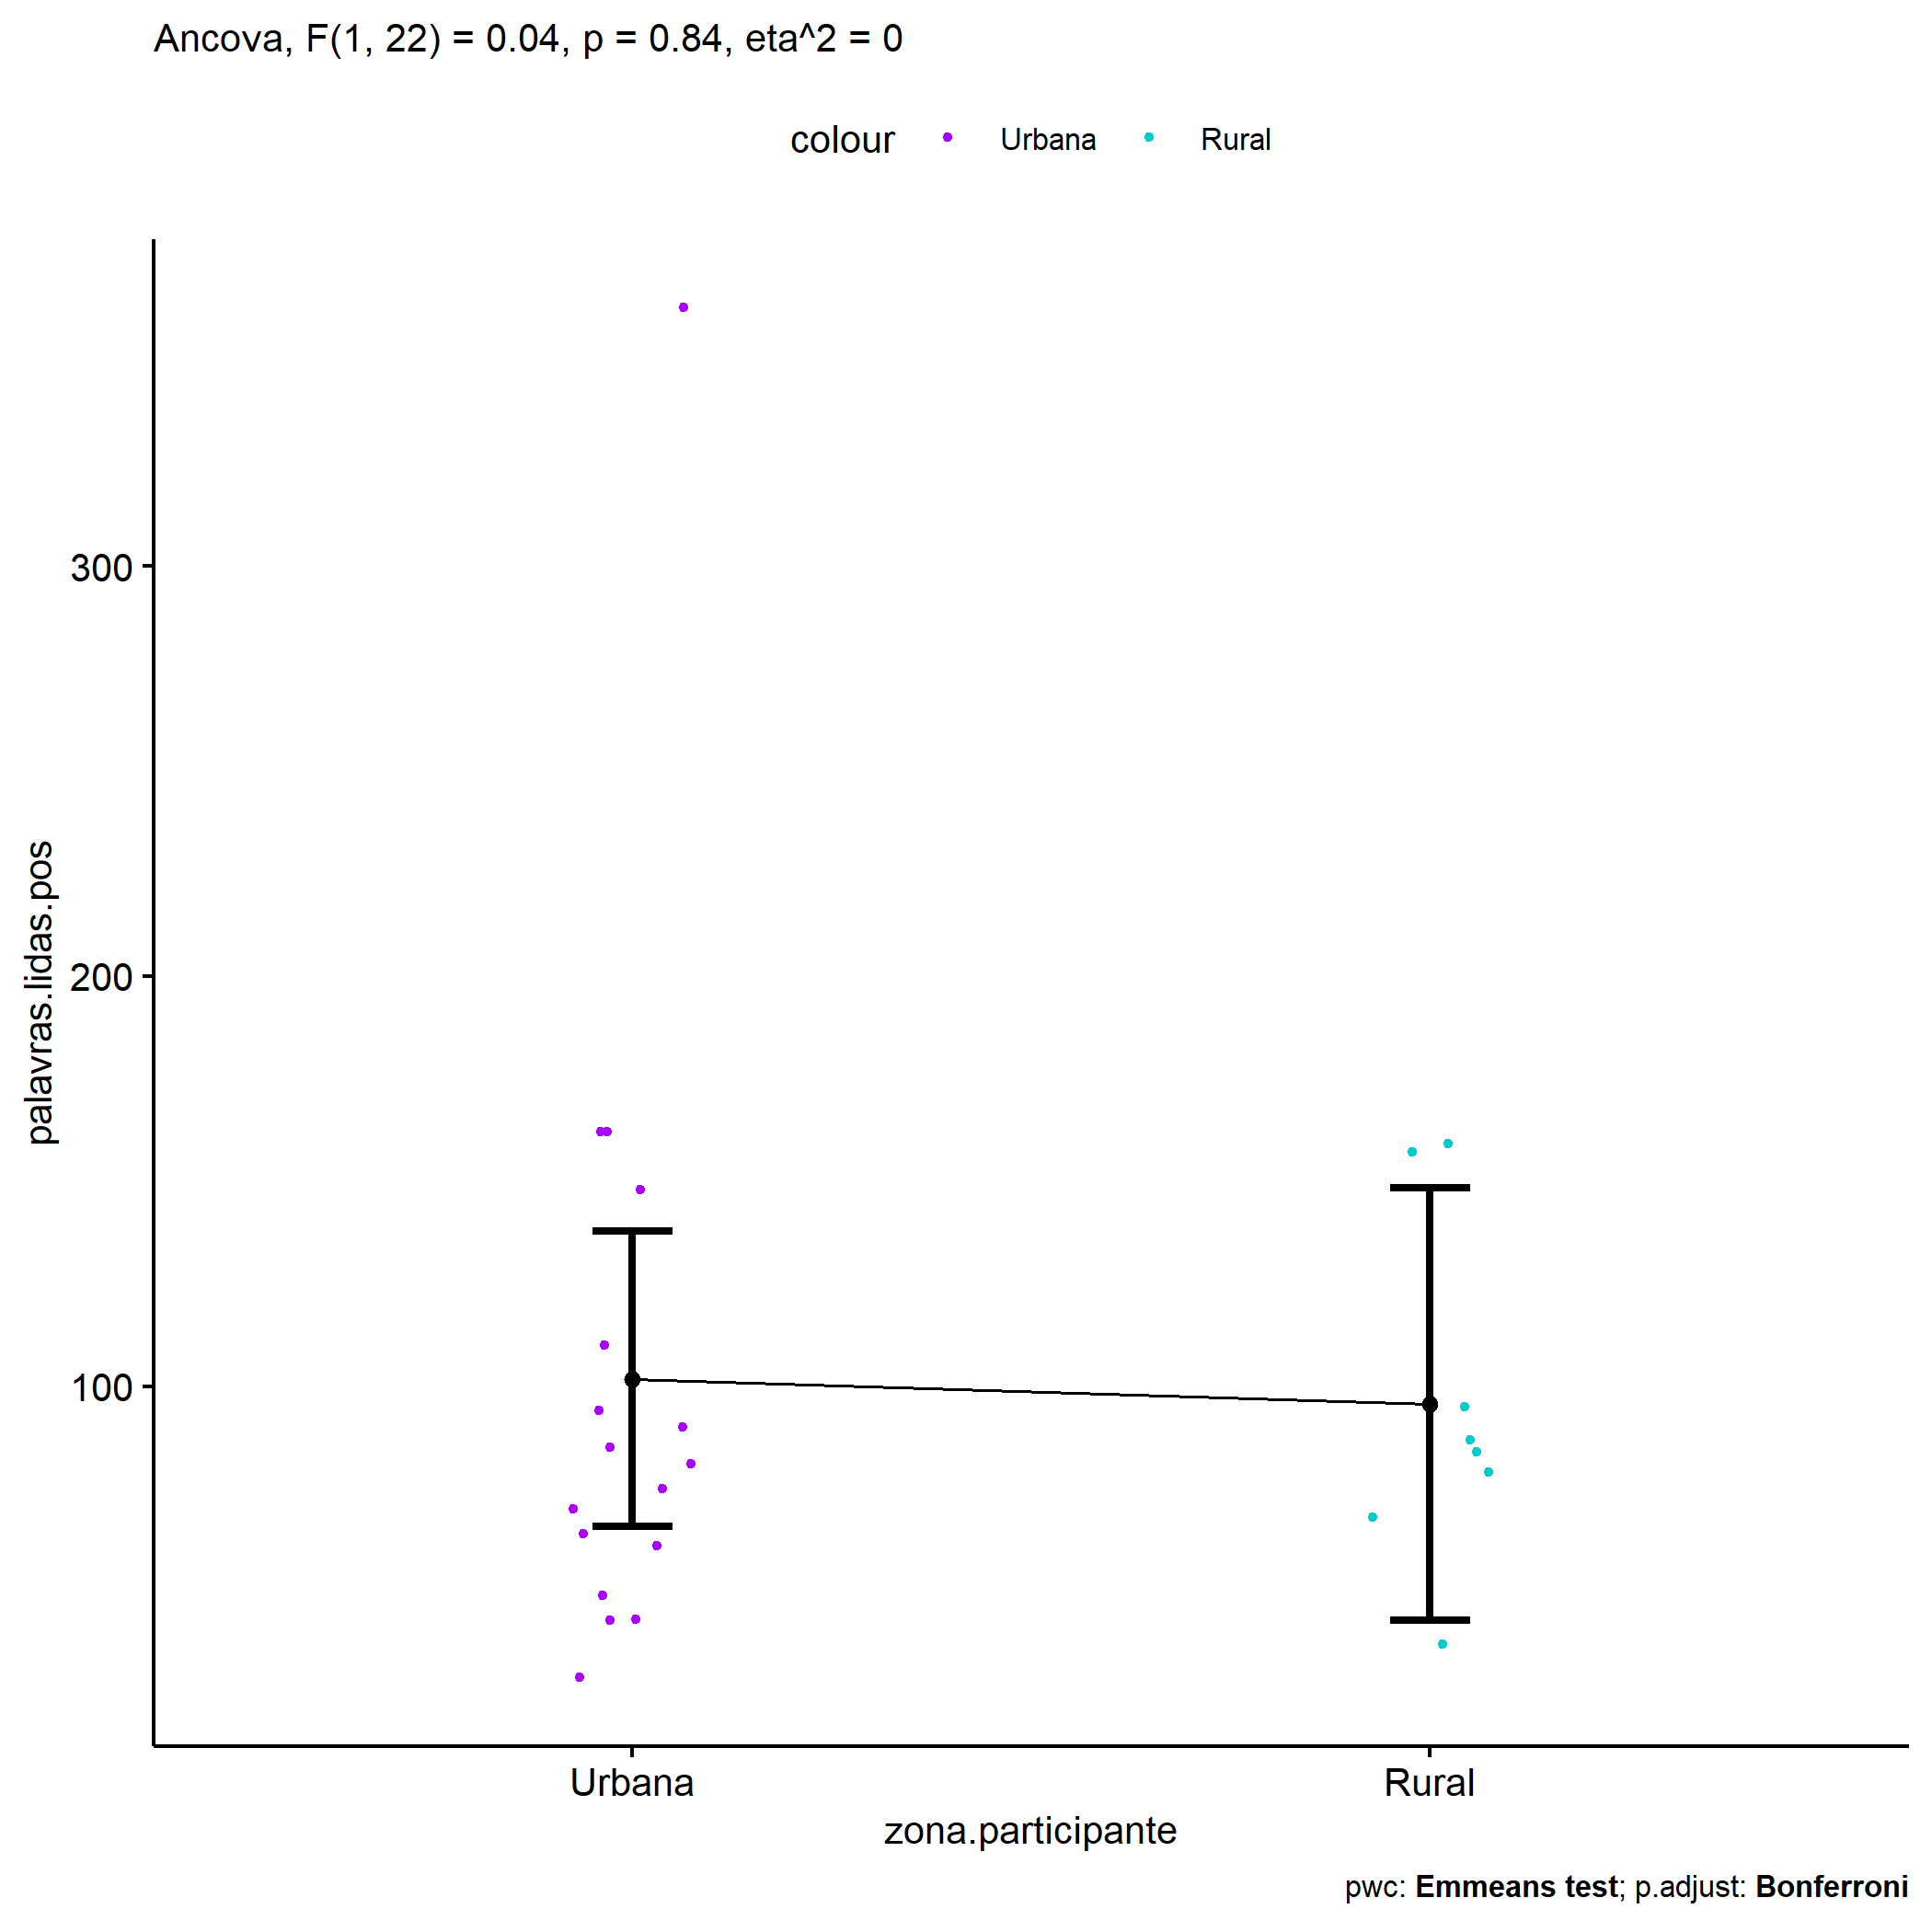 Ancova, F(1, 22) = 0.04, p = 0.84, eta^2 = 0
colour Urbana Rural
palavras.lidas.pos
300
200
100
Urbana Rural
zona.participante
pwc: Emmeans test; p.adjust: Bonferroni